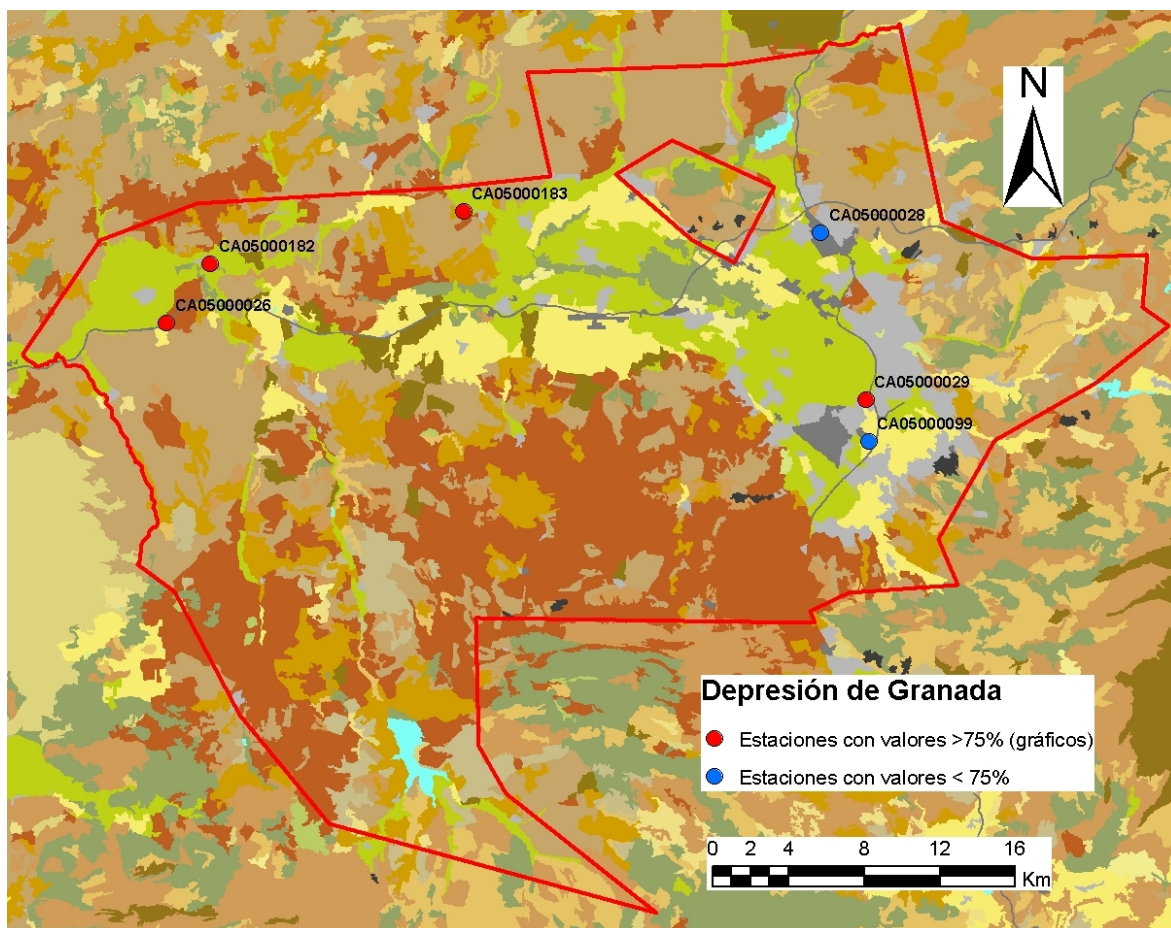 N
CA05000183
CA05000028
CA05000182
CA05000026
CA05000029
CA05000099
Depresión de Granada
Estaciones con valores >75% (gráficos)
Estaciones con valores < 75%
0 2 4 8 12 16
Km